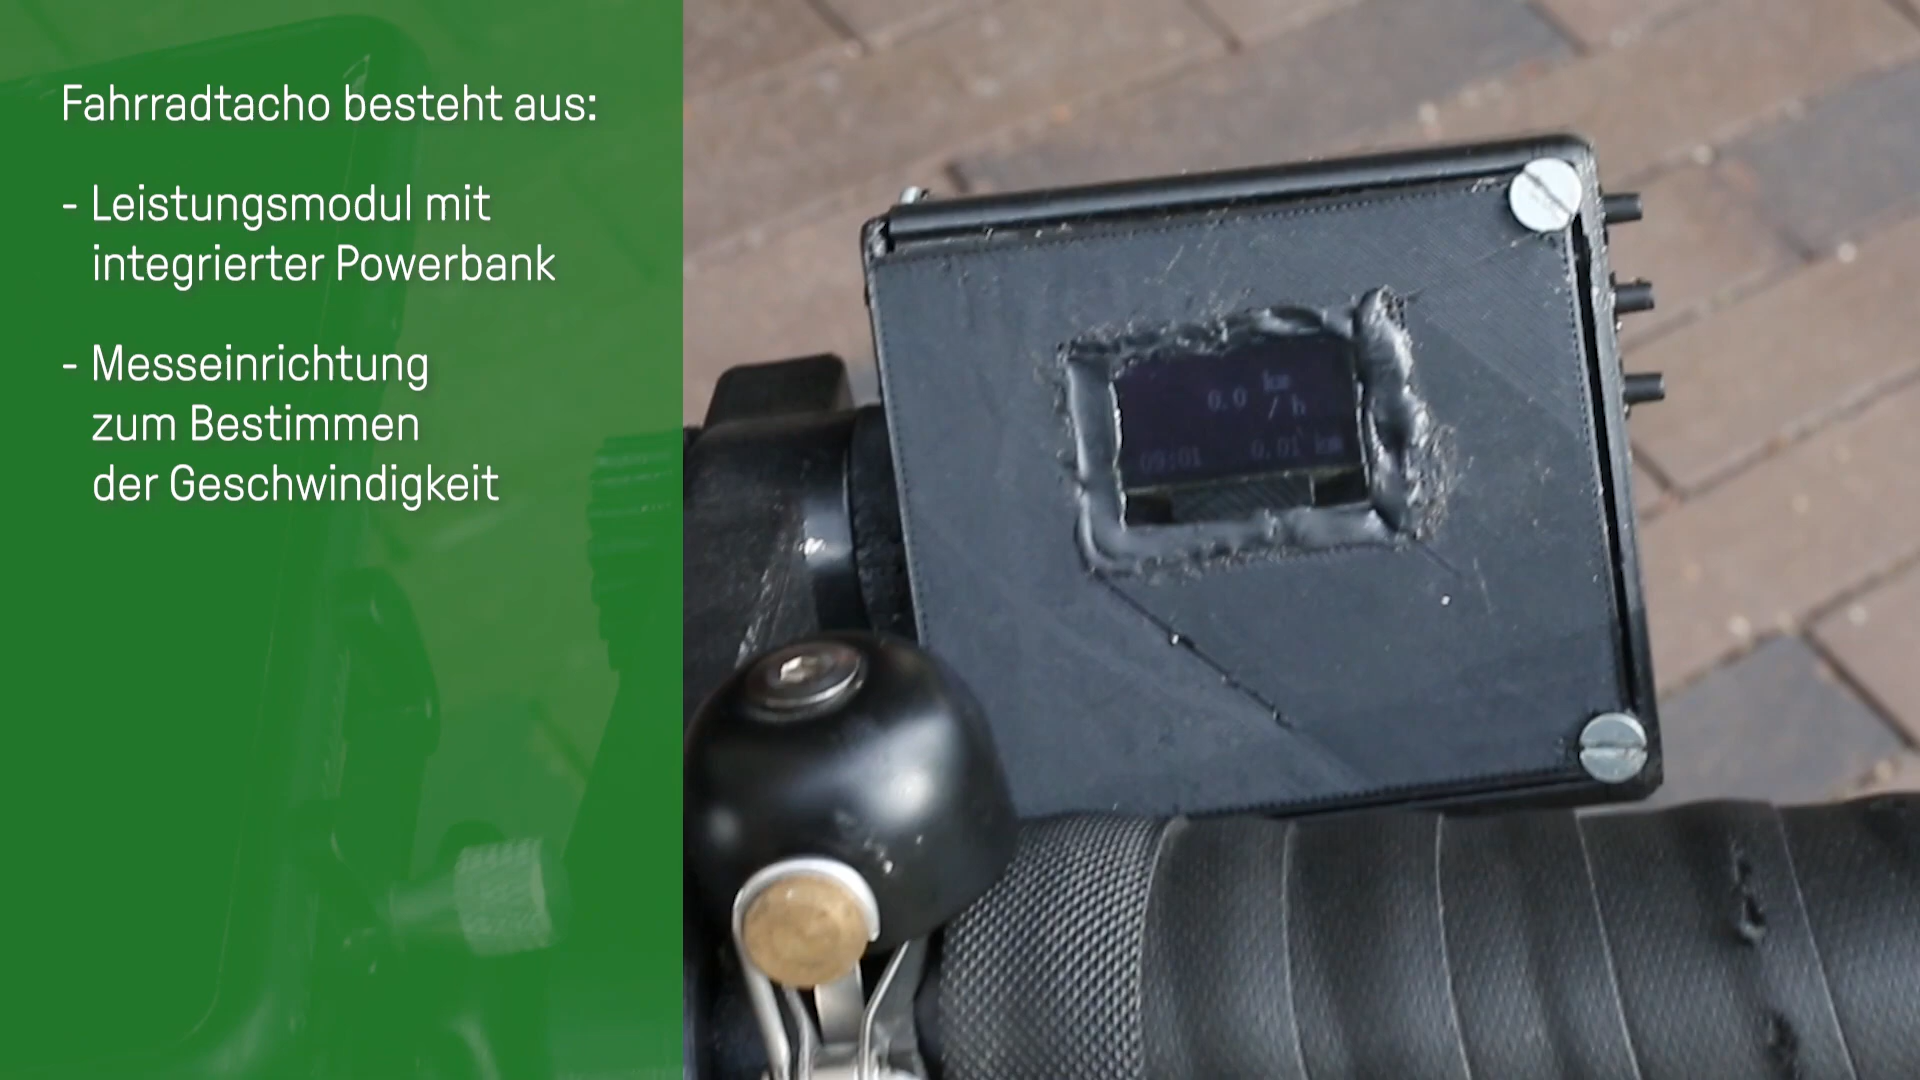 Fahrradtacho besteht aus:
- Leistungsmodul mit
integrierter Powerbank
- Messeinrichtung
zum Bestimmen
der Geschwindigkeit
km
0.0 / h
09:01 0.01 km